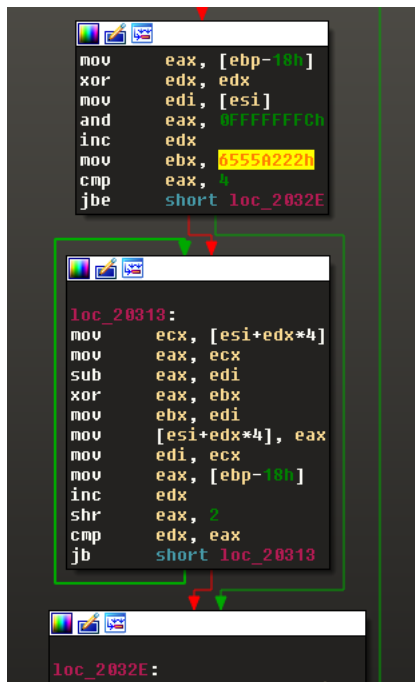 mov eax, [ebp-18h]
xor edx, edx
mov edi, [esi]
and eax, 0FFFFFFFCh
inc edx
mov ebx, 6555A222h
cmp eax, 4
jbe short loc_2032E
loc_20313:
mov ecx, [esi+edx*4]
mov eax, ecx
sub eax, edi
xor eax, ebx
mov ebx, edi
mov [esi+edx*4], eax
mov edi, ecx
mov eax, [ebp-18h]
inc edx
shr eax, 2
cmp edx, eax
jb short loc_20313
loc_2032E: